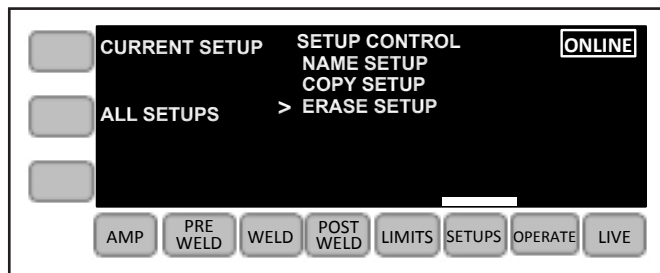 CURRENT SETUP SETUP CONTROL ONLINE
NAME SETUP
COPY SETUP
ALL SETUPS > ERASE SETUP
AMP PRE WELD WELD POST WELD LIMITS SETUPS OPERATE LIVE